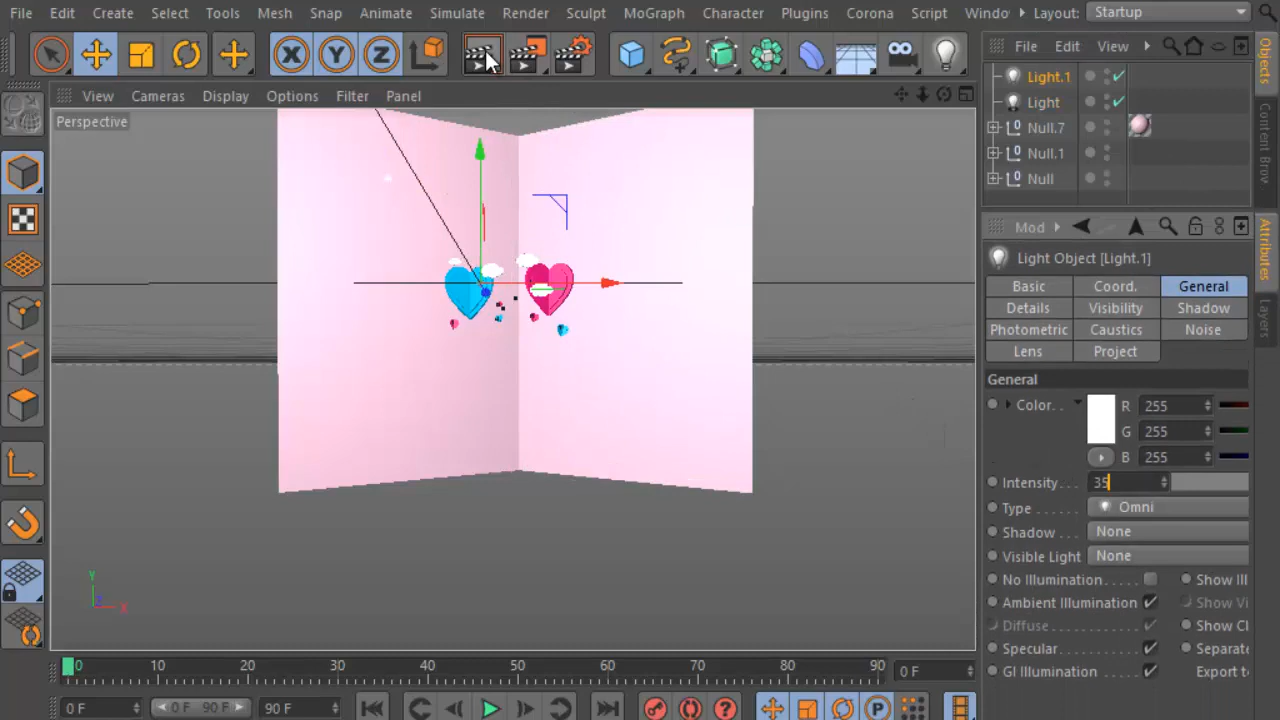 File Edit Create Select Tools Mesh Snap Animate Simulate Render Sculpt MoGraph Character Plugins Corona Script Windo Layout: Startup
X Y Z
File Edit View
Objects
Content Brov
Attributes
Layers
View Cameras Display Options Filter Panel
Perspective
Light.1
Light
Null.7
Null.1
Null
Mod
Light Object [Light.1]
Basic Coord. General
Details Visibility Shadow
Photometric Caustics Noise
Lens Project
General
Color. . R 255
G 255
B 255
Intensity. . . 35
Type . . . . . . Omni
Shadow . . . None
Visible Light None
No Illumination. . . . . Show Ill
Ambient Illumination Show Vi
Diffuse . . . . . . . . . . . Show Cl
Specular . . . . . . . . . . Separate
GI Illumination . . . . . Export to
Y
X
0 10 20 30 40 50 60 70 80 90 0 F
0 F 0 F 90 F 90 F
P